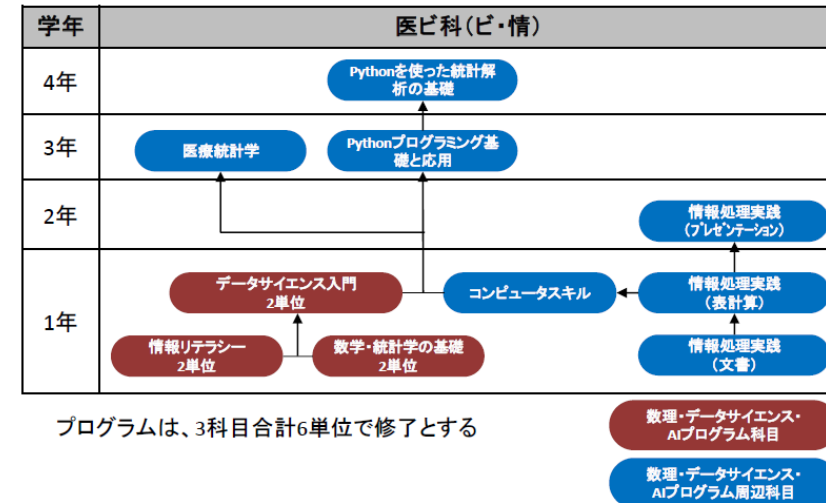 学年
医ビ科（ビ・情）
4年
Pythonを使った統計解
析の基礎
3年
医療統計学
Pythonプログラミング基
礎と応用
2年
情報処理実践
（プレゼンテーション）
1年
データサイエンス入門
2単位
コンピュータスキル
情報処理実践
（表計算）
情報リテラシー
2単位
数学・統計学の基礎
2単位
情報処理実践
（文書）
プログラムは、3科目合計6単位で修了とする
数理・データサイエンス・
AIプログラム科目
数理・データサイエンス・
AIプログラム周辺科目